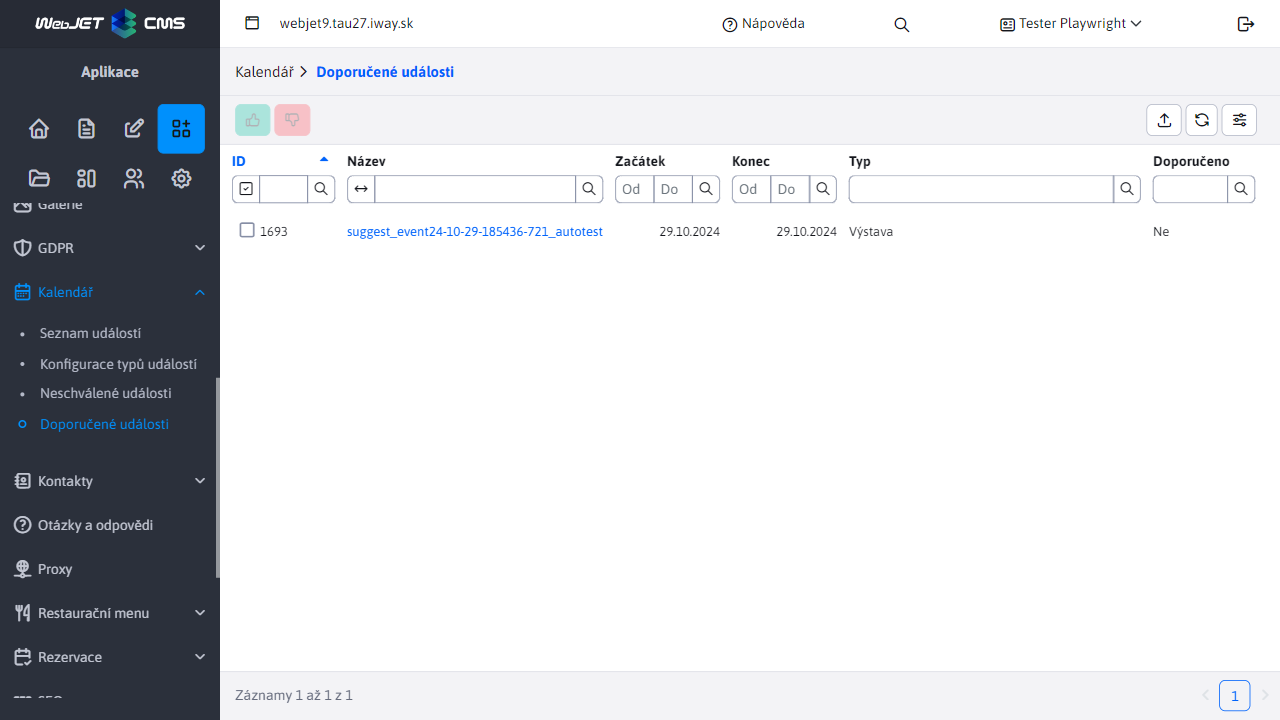 WebJET CMS
webjet9.tau27.iway.sk
Nápověda
Tester Playwright
Aplikace
Kalendář
Doporučené události
ID
Název
Začátek
Konec
Typ
Doporučeno
Od
Do
Od
Do
1693
suggest_event24-10-29-185436-721_autotest
29.10.2024
29.10.2024
Výstava
Ne
Galerie
GDPR
Kalendář
Seznam událostí
Konfigurace typů událostí
Neschválené události
Doporučené události
Kontakty
Otázky a odpovědi
Proxy
Restaurační menu
Rezervace
SEO
Záznamy 1 až 1 z 1
1